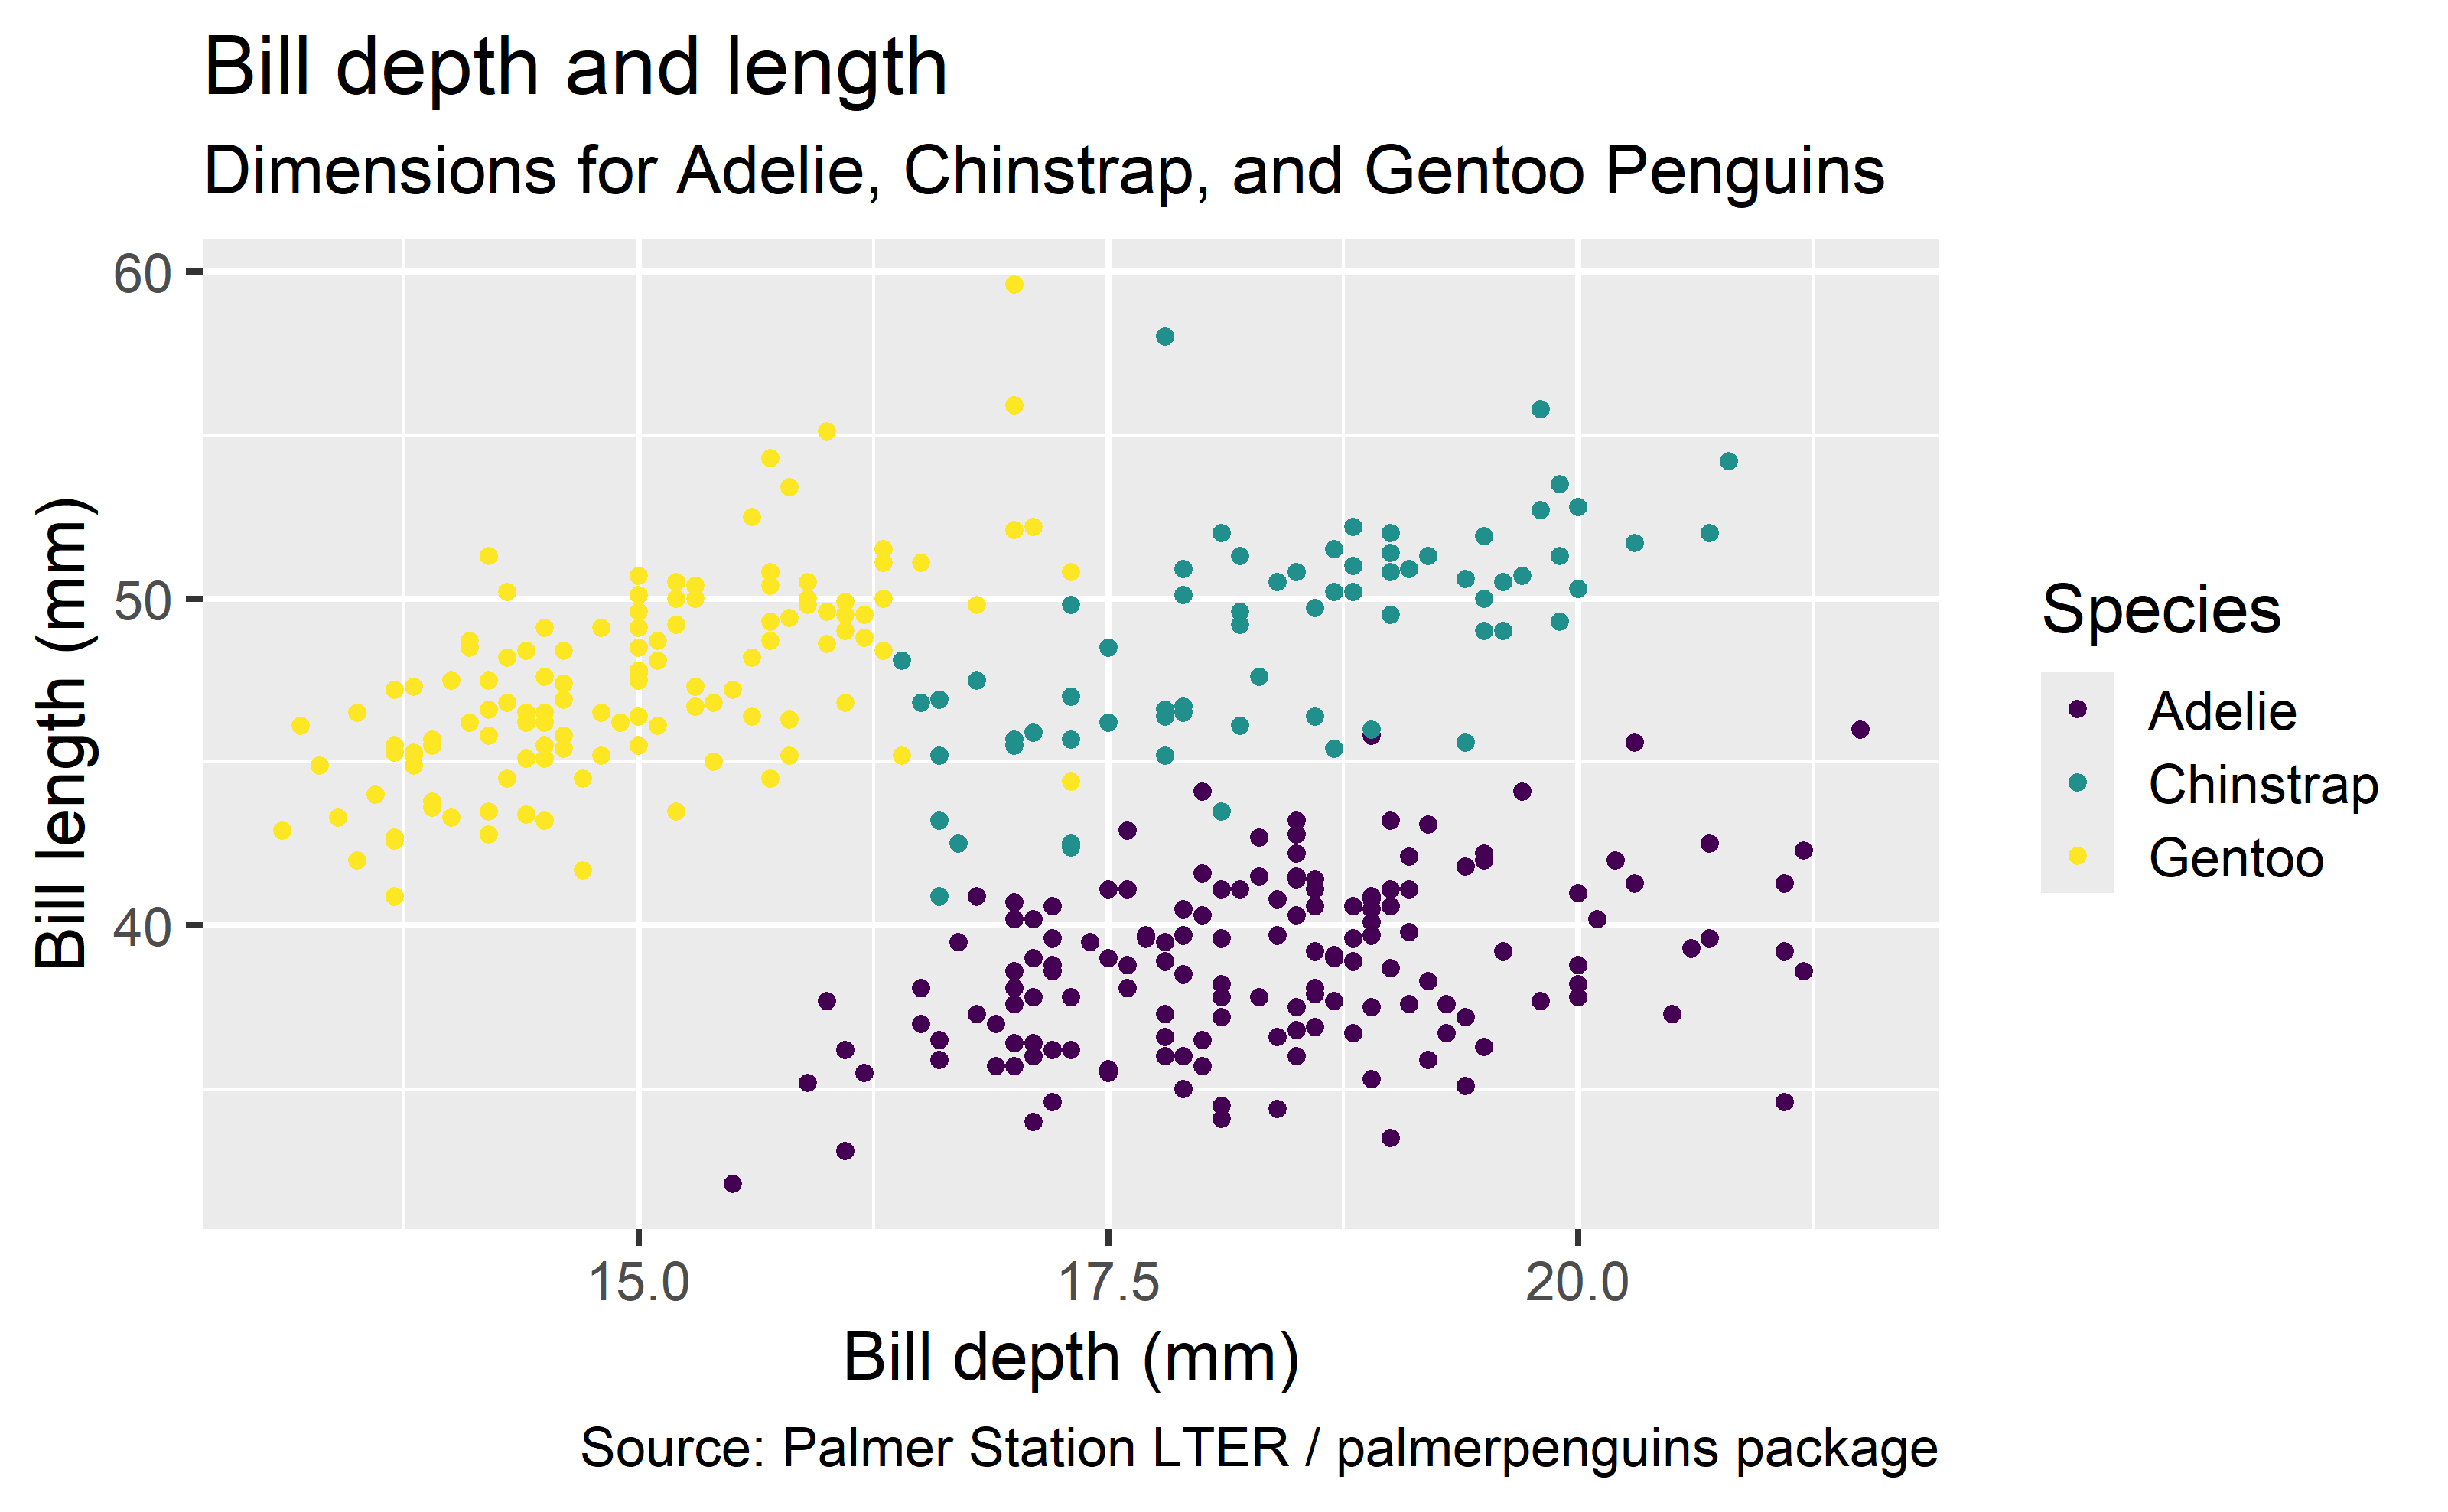 Bill depth and length
Dimensions for Adelie, Chinstrap, and Gentoo Penguins
60
50
40
Bill length (mm)
15.0 17.5 20.0
Bill depth (mm)
Species
Adelie
Chinstrap
Gentoo
Source: Palmer Station LTER / palmerpenguins package